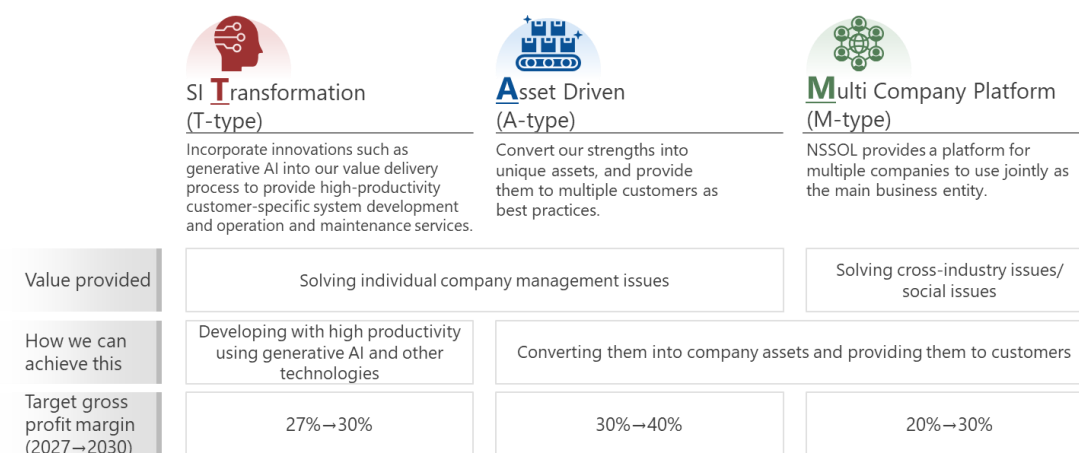 SI Transformation
(T-type)
Incorporate innovations such as
generative AI into our value delivery
process to provide high-productivity
customer-specific system development
and operation and maintenance services.
Asset Driven
(A-type)
Convert our strengths into
unique assets, and provide
them to multiple customers as
best practices.
Multi Company Platform
(M-type)
NSSOL provides a platform for
multiple companies to use jointly as
the main business entity.
Value provided
Solving individual company management issues
Solving cross-industry issues/
social issues
How we can
achieve this
Developing with high productivity
using generative AI and other
technologies
Converting them into company assets and providing them to customers
Target gross
profit margin
(2027→2030)
27%→30%
30%→40%
20%→30%